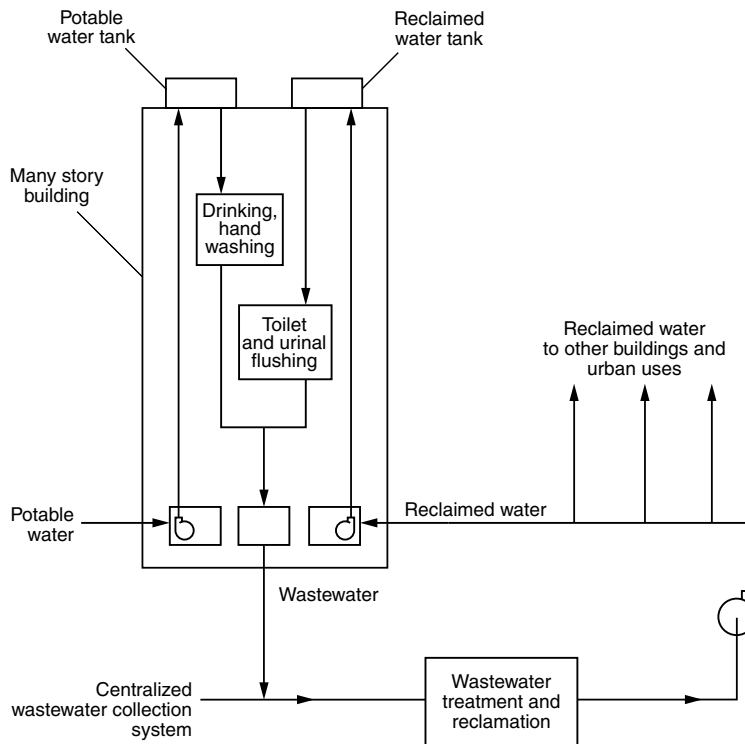 Potable
water tank
Reclaimed
water tank
Many story
building
Drinking,
hand
washing
Toilet
and urinal
flushing
Reclaimed water
to other buildings and
urban uses
Potable
water
Reclaimed water
Wastewater
Centralized
wastewater collection
system
Wastewater
treatment and
reclamation